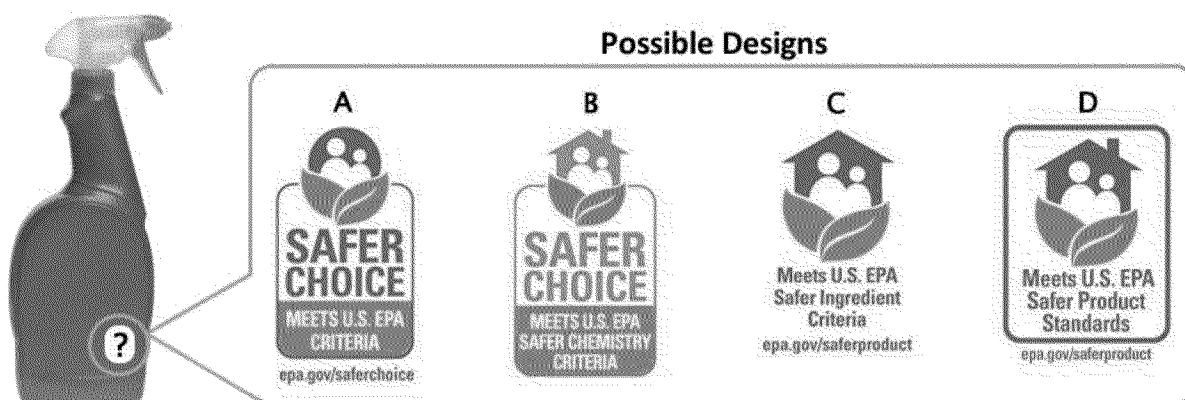 Possible Designs
A
SAFER
CHOICE
MEETS U.S. EPA
CRITERIA
epa.gov/saferchoice
B
SAFER
CHOICE
MEETS U.S. EPA
SAFER CHEMISTRY
CRITERIA
C
Meets U.S. EPA
Safer Ingredient
Criteria
epa.gov/saferproduct
D
Meets U.S. EPA
Safer Product
Standards
epa.gov/saferproduct
?